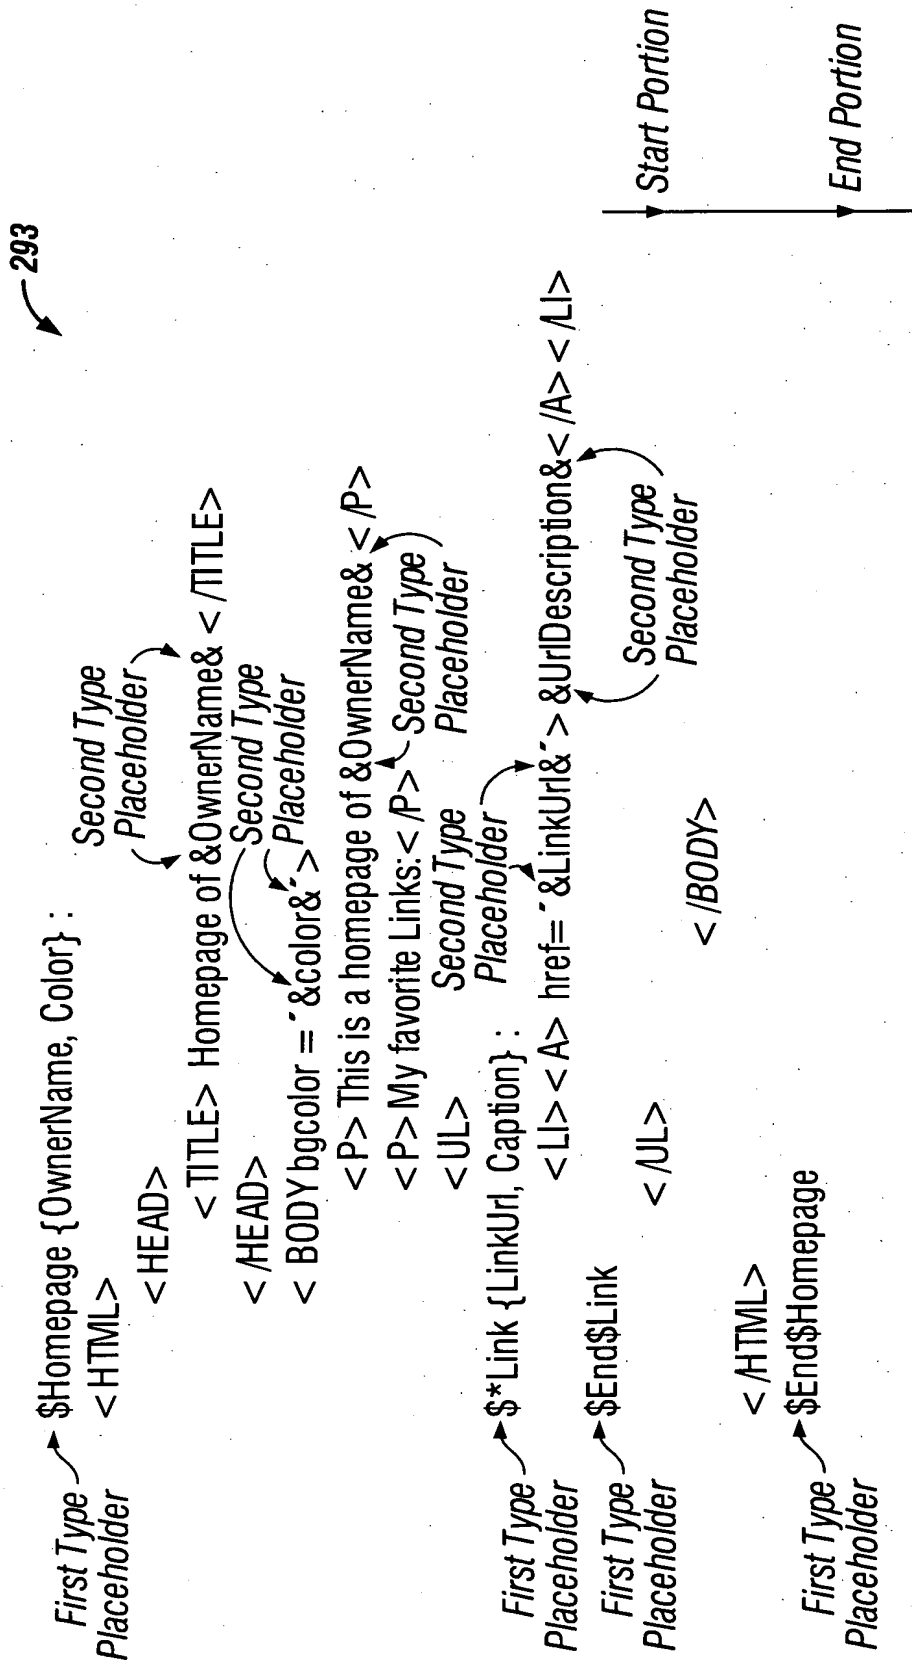 293
First Type
Placeholder
$Homepage {OwnerName, Color} :
<HTML>
<HEAD>
Second Type
Placeholder
<TITLE> Homepage of &OwnerName& </TITLE>
</HEAD>
Second Type
Placeholder
<BODY bgcolor =´&color&´>
<P> This is a homepage of &OwnerName& </P>
<P> My favorite Links:</P>
Second Type
Placeholder
<UL>
Second Type
Placeholder
First Type
Placeholder
$*Link {LinkUrl, Caption} :
<LI><A> href=´&LinkUrl&´> &UrlDescription&</A></LI>
Second Type
Placeholder
First Type
Placeholder
$End$Link
</UL>
</BODY>
</HTML>
First Type
Placeholder
$End$Homepage
Start Portion
End Portion